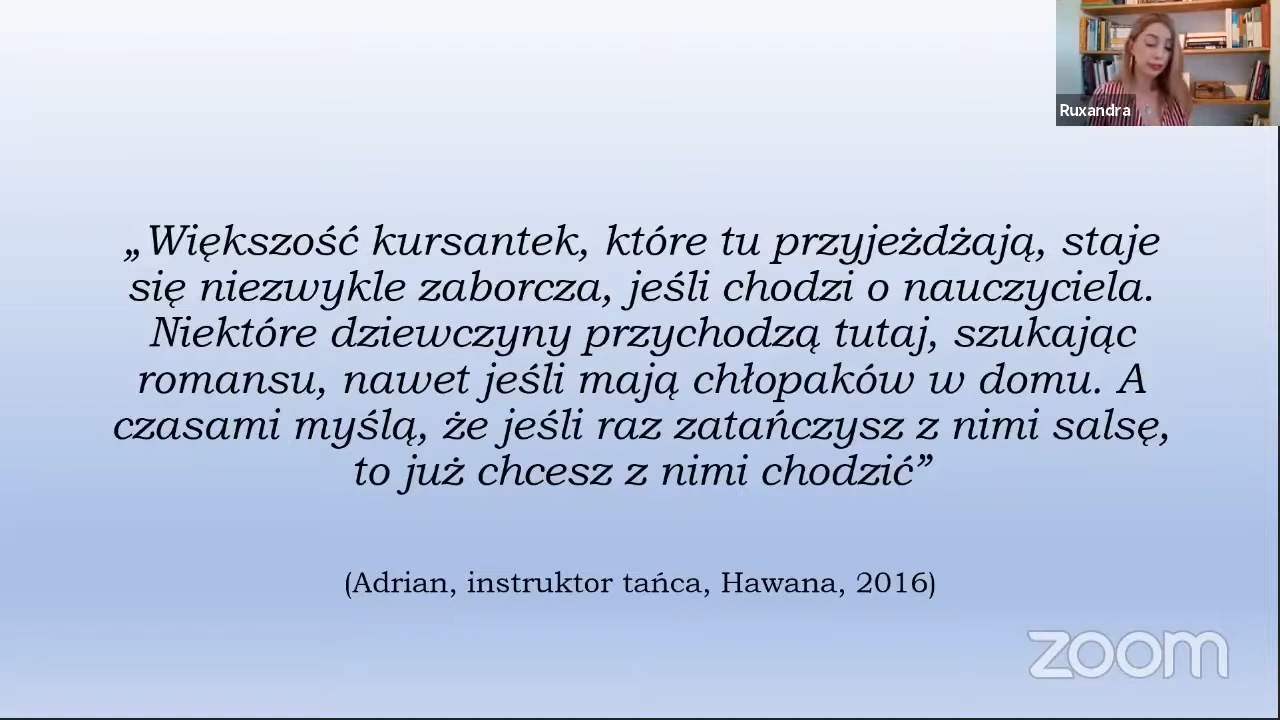 Ruxandra
„Większość kursantek, które tu przyjeżdżają, staje
się niezwykle zaborcza, jeśli chodzi o nauczyciela.
Niektóre dziewczyny przychodzą tutaj, szukając
romansu, nawet jeśli mają chłopaków w domu. A
czasami myślą, że jeśli raz zatańczysz z nimi salsę,
to już chcesz z nimi chodzić”
(Adrian, instruktor tańca, Hawana, 2016)
zoom